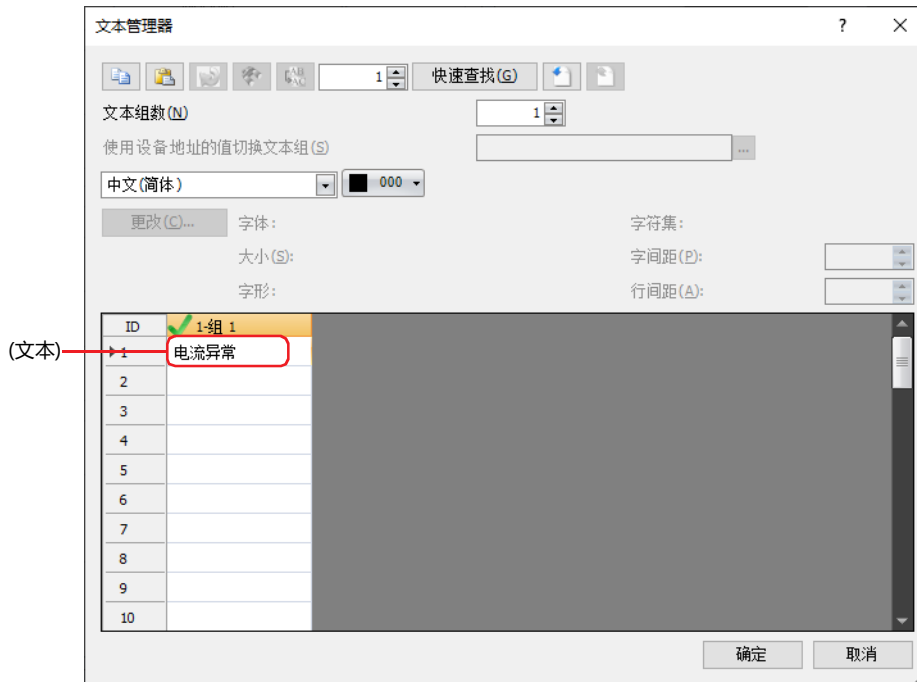 文本管理器
1 快速查找(G)
文本组数(N) 1
使用设备地址的值切换文本组(S) ...
中文(简体) 000
更改(C)... 字体: 字符集:
大小(S): 字间距(P):
字形: 行间距(A):
ID 1-组 1
(文本) 1 电流异常
2
3
4
5
6
7
8
9
10
确定 取消